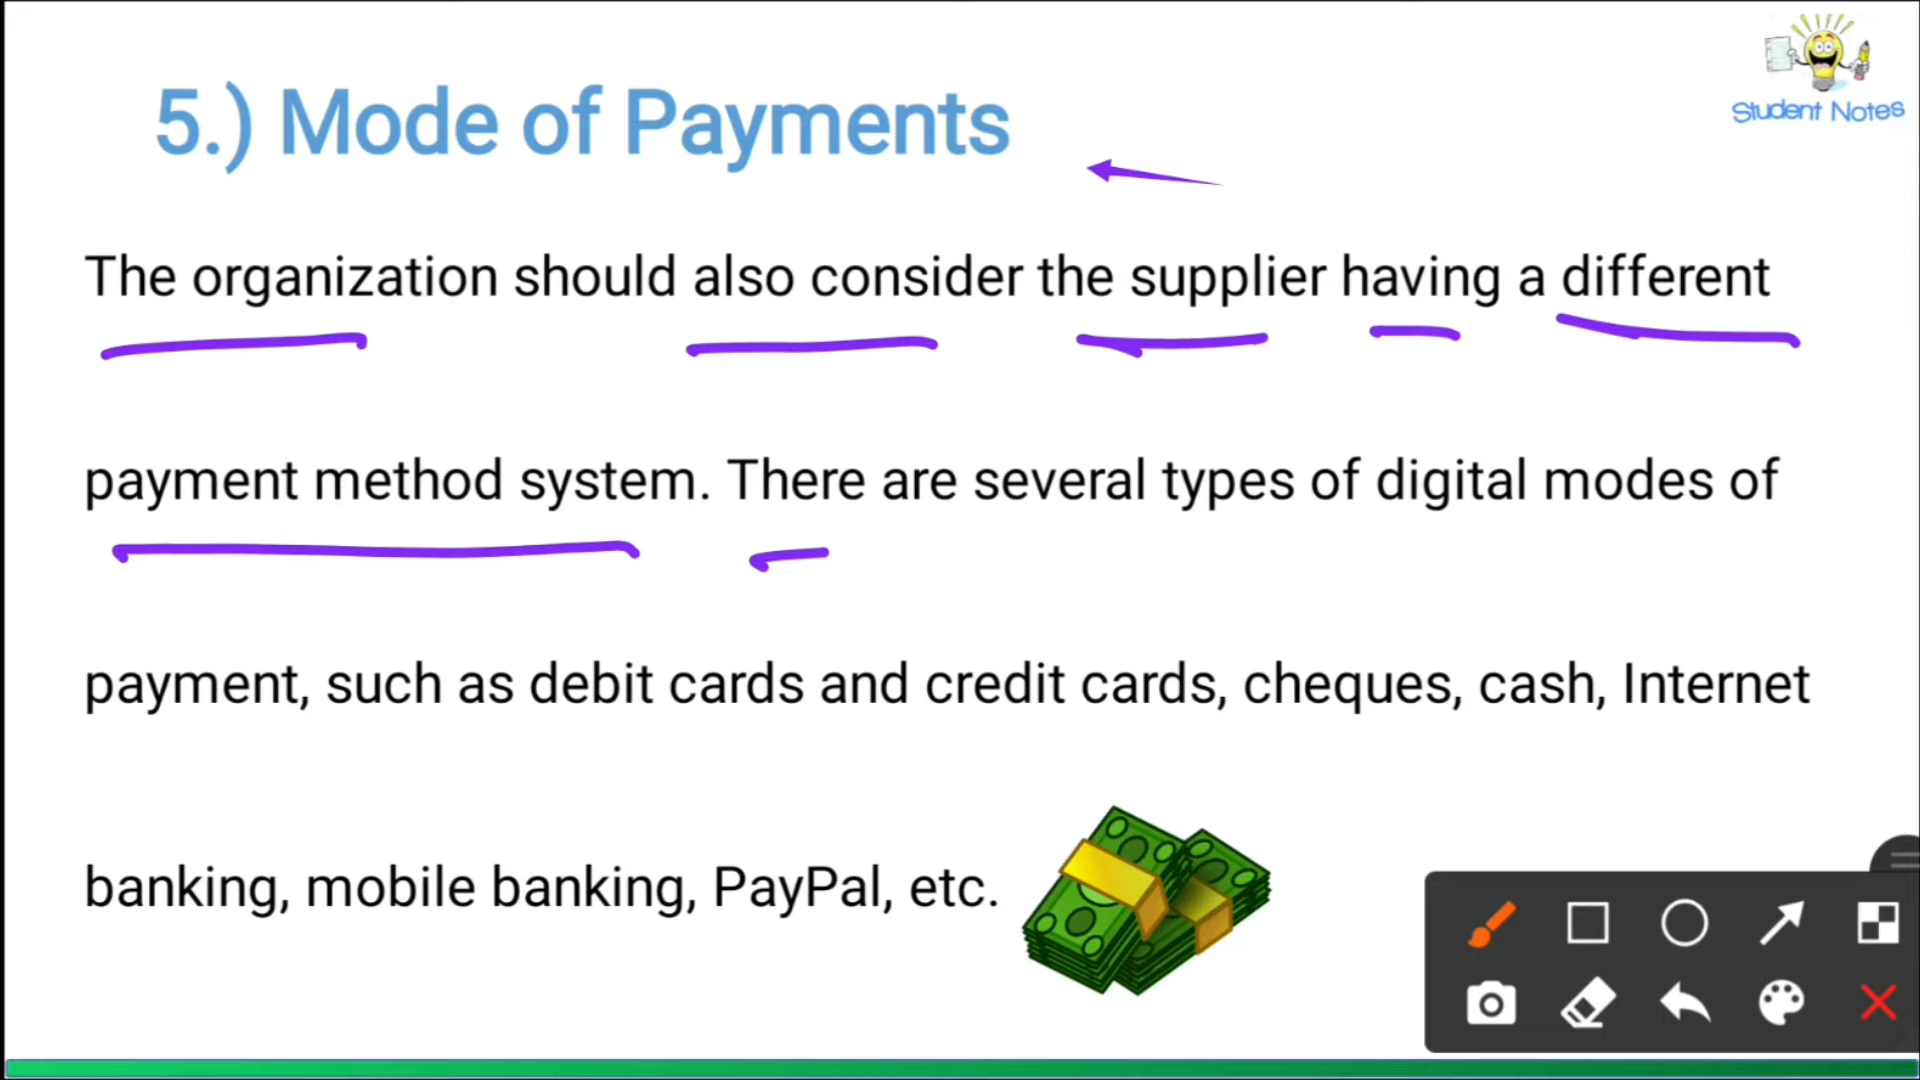 Student Notes
5.) Mode of Payments
The organization should also consider the supplier having a different
payment method system. There are several types of digital modes of
payment, such as debit cards and credit cards, cheques, cash, Internet
banking, mobile banking, PayPal, etc.